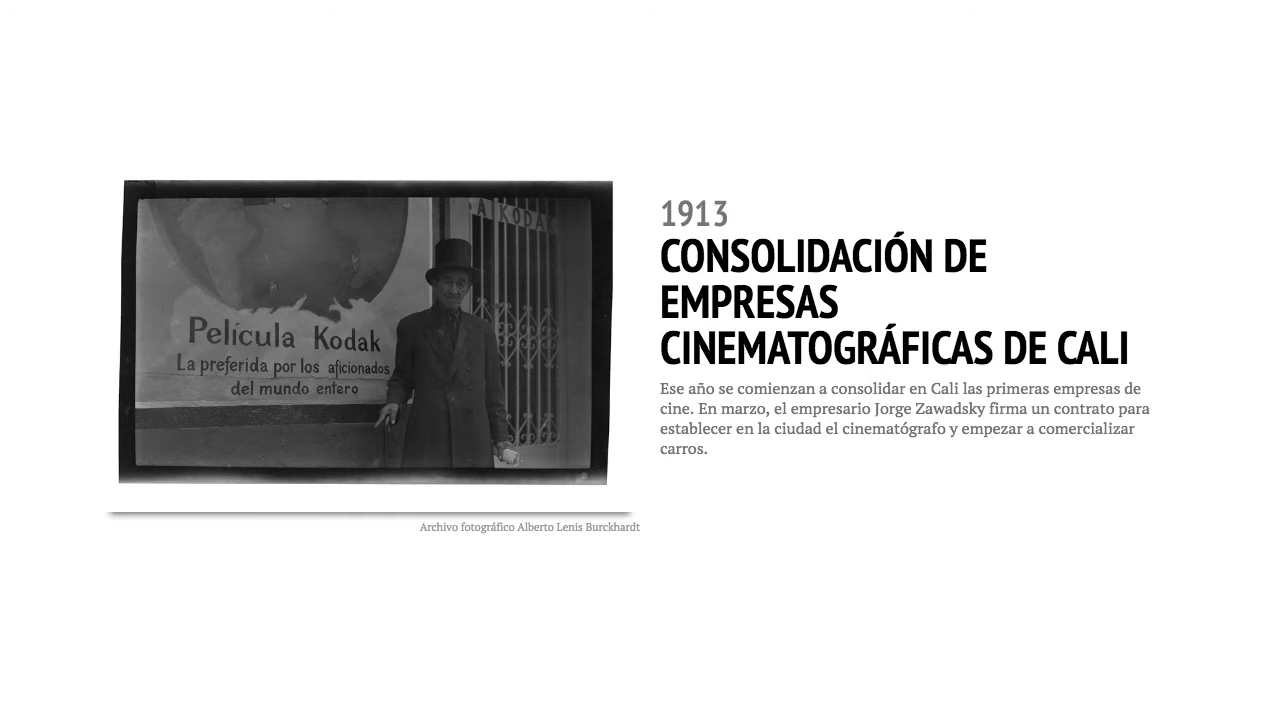 A KODAK
Película Kodak
La preferida por los aficionados
del mundo entero
Archivo fotográfico Alberto Lenis Burckhardt
1913
CONSOLIDACIÓN DE
EMPRESAS
CINEMATOGRÁFICAS DE CALI
Ese año se comienzan a consolidar en Cali las primeras empresas de
cine. En marzo, el empresario Jorge Zawadsky firma un contrato para
establecer en la ciudad el cinematógrafo y empezar a comercializar
carros.